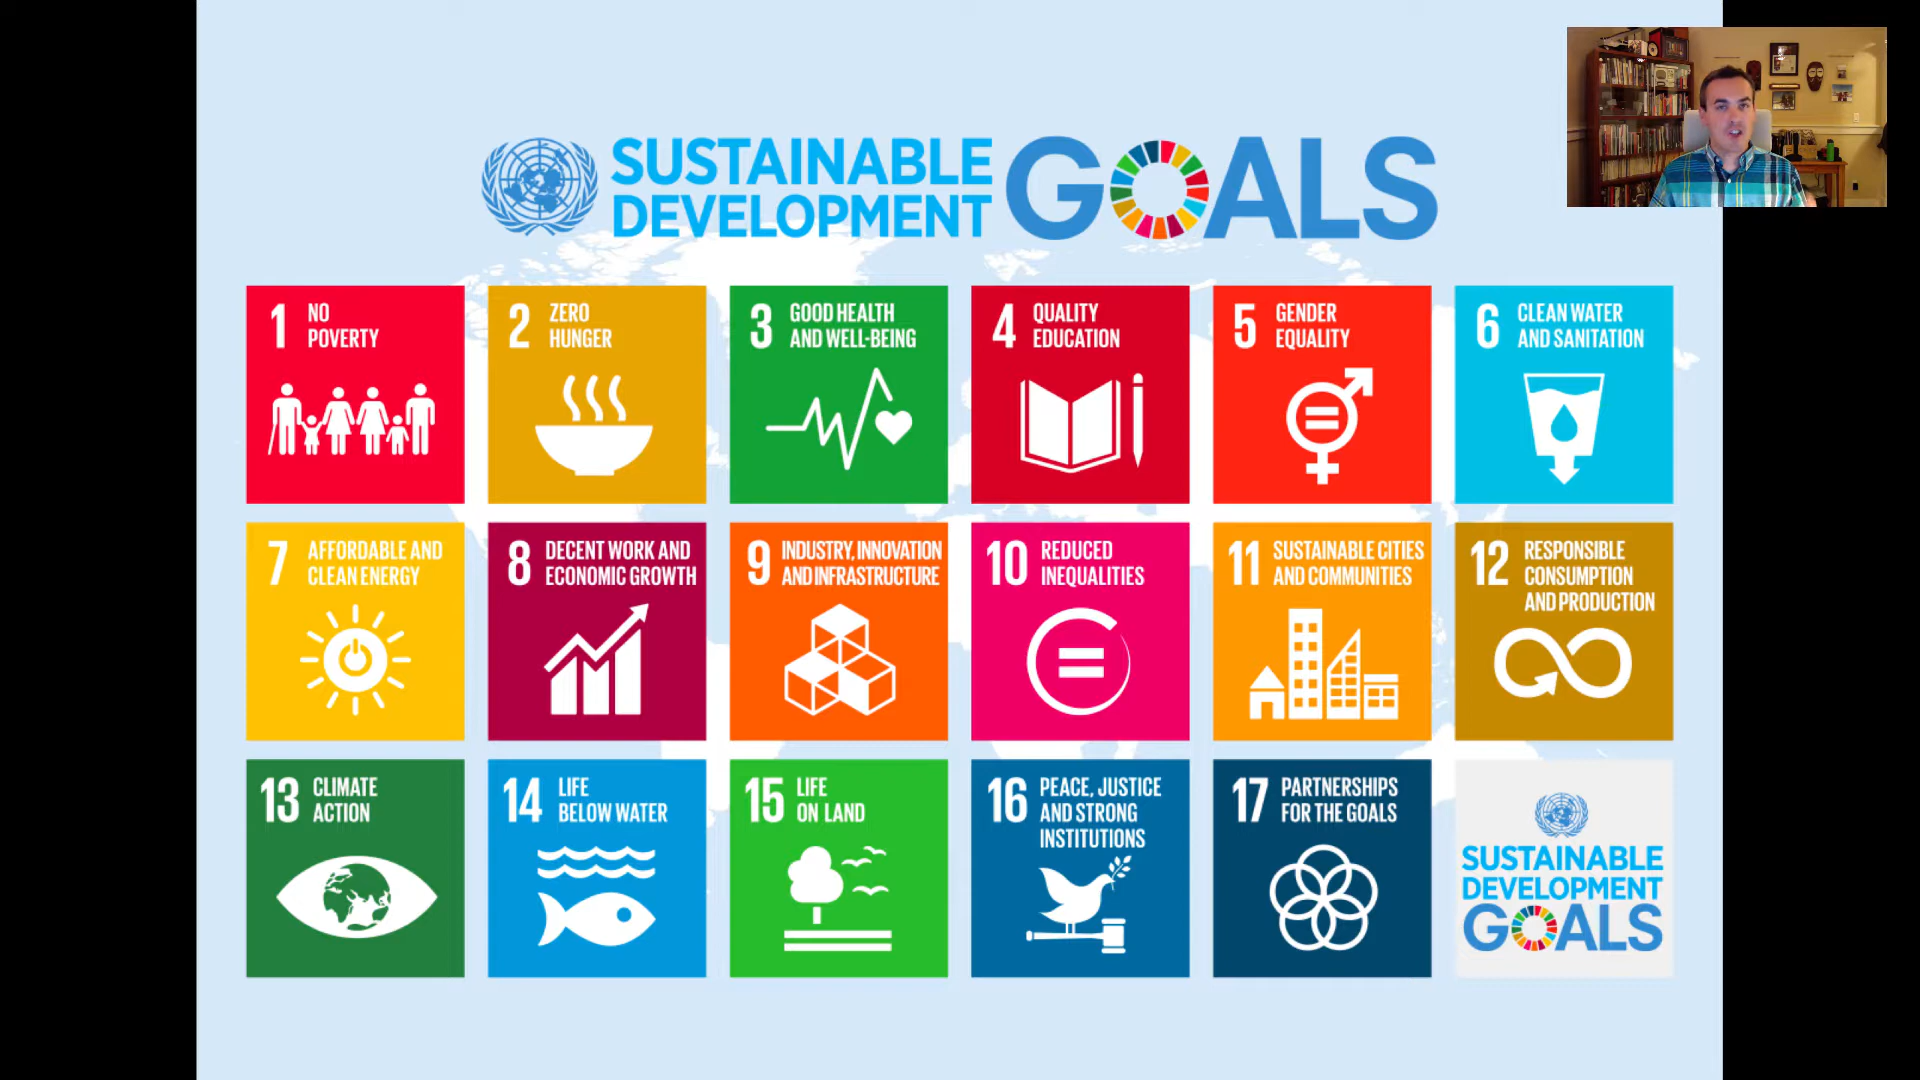 SUSTAINABLE
DEVELOPMENT
GOALS
1 NO
POVERTY
2 ZERO
HUNGER
3 GOOD HEALTH
AND WELL-BEING
4 QUALITY
EDUCATION
5 GENDER
EQUALITY
6 CLEAN WATER
AND SANITATION
7 AFFORDABLE AND
CLEAN ENERGY
8 DECENT WORK AND
ECONOMIC GROWTH
9 INDUSTRY, INNOVATION
AND INFRASTRUCTURE
10 REDUCED
INEQUALITIES
11 SUSTAINABLE CITIES
AND COMMUNITIES
12 RESPONSIBLE
CONSUMPTION
AND PRODUCTION
13 CLIMATE
ACTION
14 LIFE
BELOW WATER
15 LIFE
ON LAND
16 PEACE, JUSTICE
AND STRONG
INSTITUTIONS
17 PARTNERSHIPS
FOR THE GOALS
SUSTAINABLE
DEVELOPMENT
GOALS